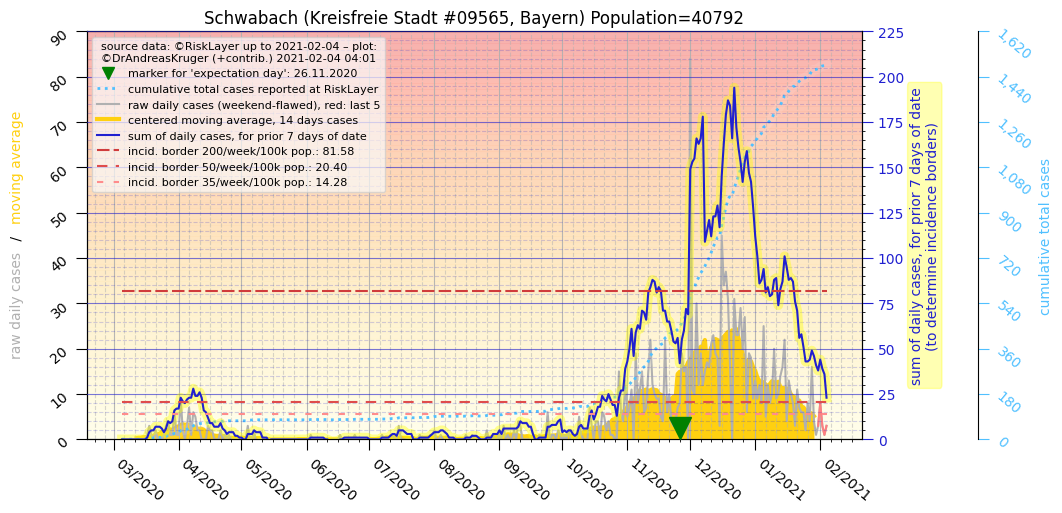 Schwabach (Kreisfreie Stadt #09565, Bayern) Population=40792
source data: ©RiskLayer up to 2021-02-04 – plot:
©DrAndreasKruger (+contrib.) 2021-02-04 04:01
marker for 'expectation day': 26.11.2020
cumulative total cases reported at RiskLayer
raw daily cases (weekend-flawed), red: last 5
centered moving average, 14 days cases
sum of daily cases, for prior 7 days of date
incid. border 200/week/100k pop.: 81.58
incid. border 50/week/100k pop.: 20.40
incid. border 35/week/100k pop.: 14.28
raw daily cases / moving average
90
80
70
60
50
40
30
20
10
0
03/2020
04/2020
05/2020
06/2020
07/2020
08/2020
09/2020
10/2020
11/2020
12/2020
01/2021
02/2021
225
200
175
150
125
100
75
50
25
0
sum of daily cases, for prior 7 days of date
(to determine incidence borders)
1,620
1,440
1,260
1,080
900
720
540
360
180
0
cumulative total cases